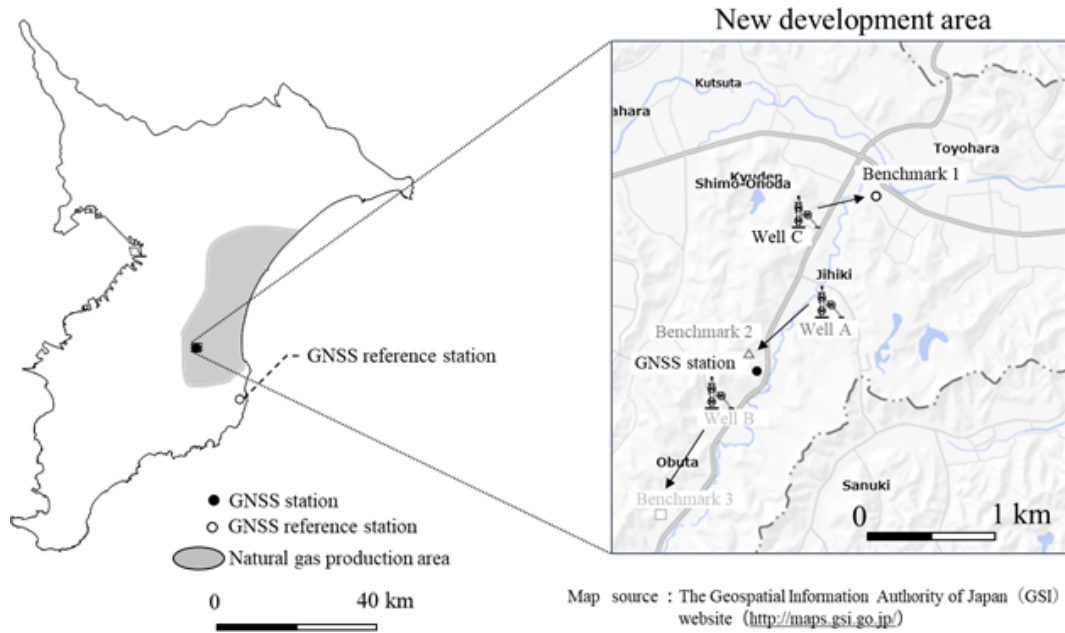 New development area
Kutsuta
ahara
Toyohara
Kyuden
Shimo-Onoda
Benchmark 1
Well C
Jihiki
Well A
Benchmark 2
GNSS station
Well B
Obuta
Benchmark 3
Sanuki
0 1 km
GNSS reference station
GNSS station
GNSS reference station
Natural gas production area
0 40 km
Map source : The Geospatial Information Authority of Japan (GSI)
website (http://maps.gsi.go.jp/)